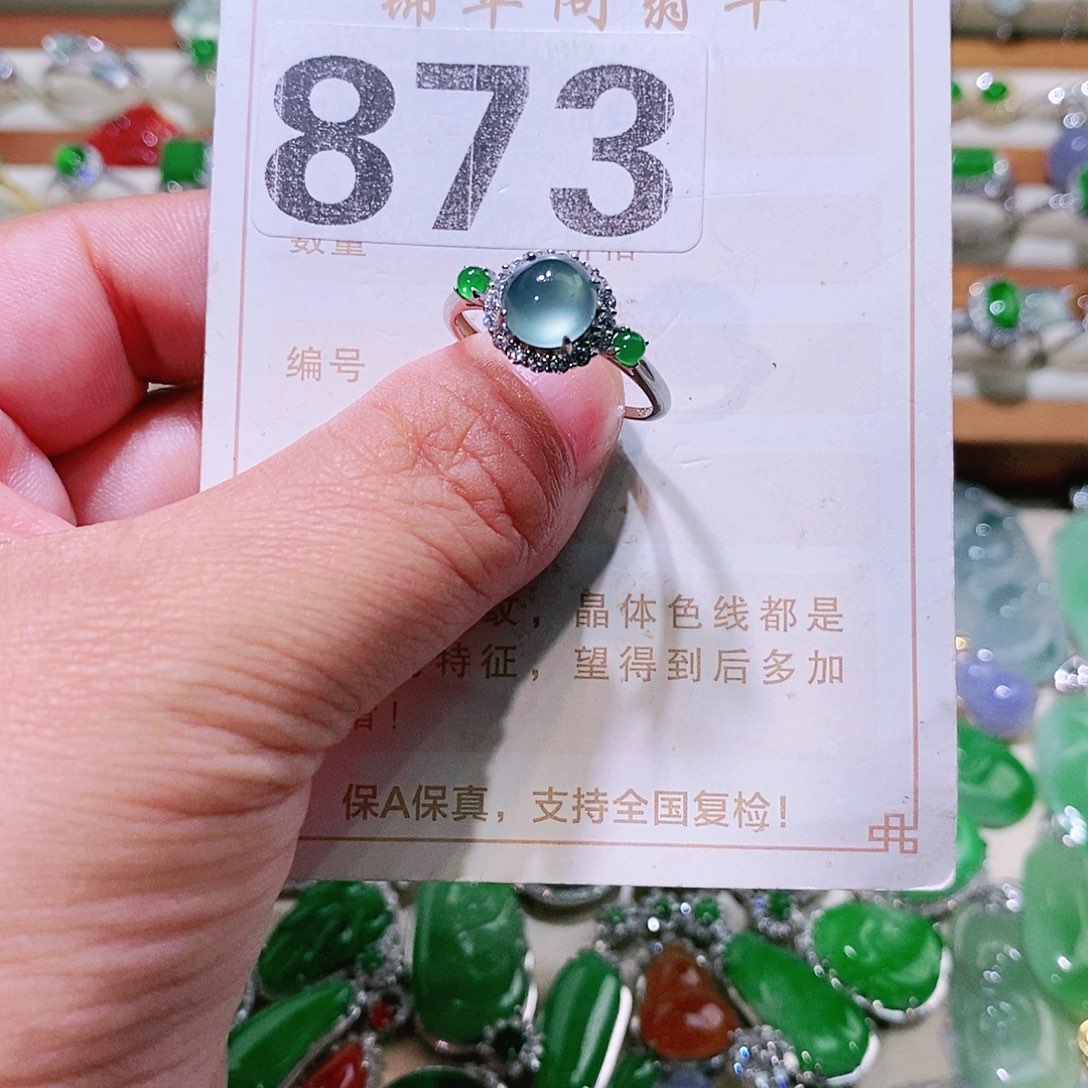 873
数量
编号
纹，晶体色线都是
特征，望得到后多加
保A保真，支持全国复检！